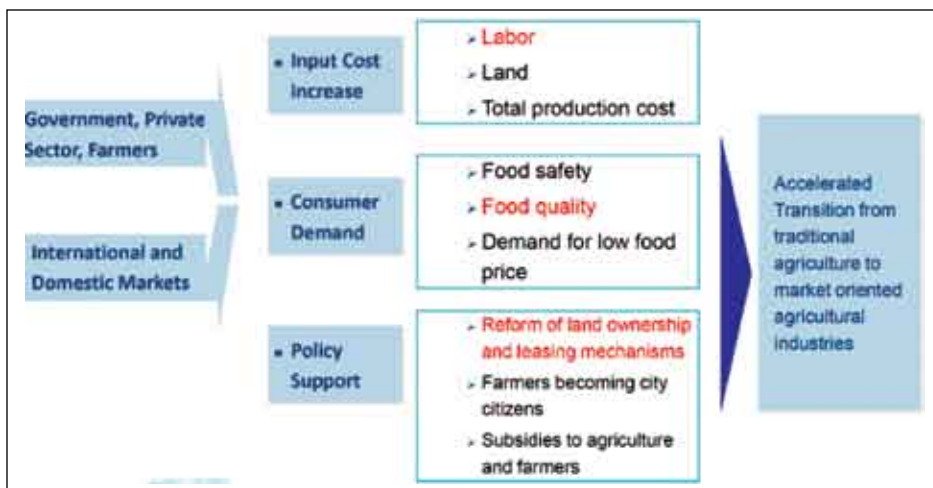 Government, Private
Sector, Farmers
International and
Domestic Markets
▪ Input Cost
Increase
➢ Labor
➢ Land
➢ Total production cost
▪ Consumer
Demand
➢ Food safety
➢ Food quality
➢ Demand for low food
price
▪ Policy
Support
➢ Reform of land ownership
and leasing mechanisms
➢ Farmers becoming city
citizens
➢ Subsidies to agriculture
and farmers
Accelerated
Transition from
traditional
agriculture to
market oriented
agricultural
industries